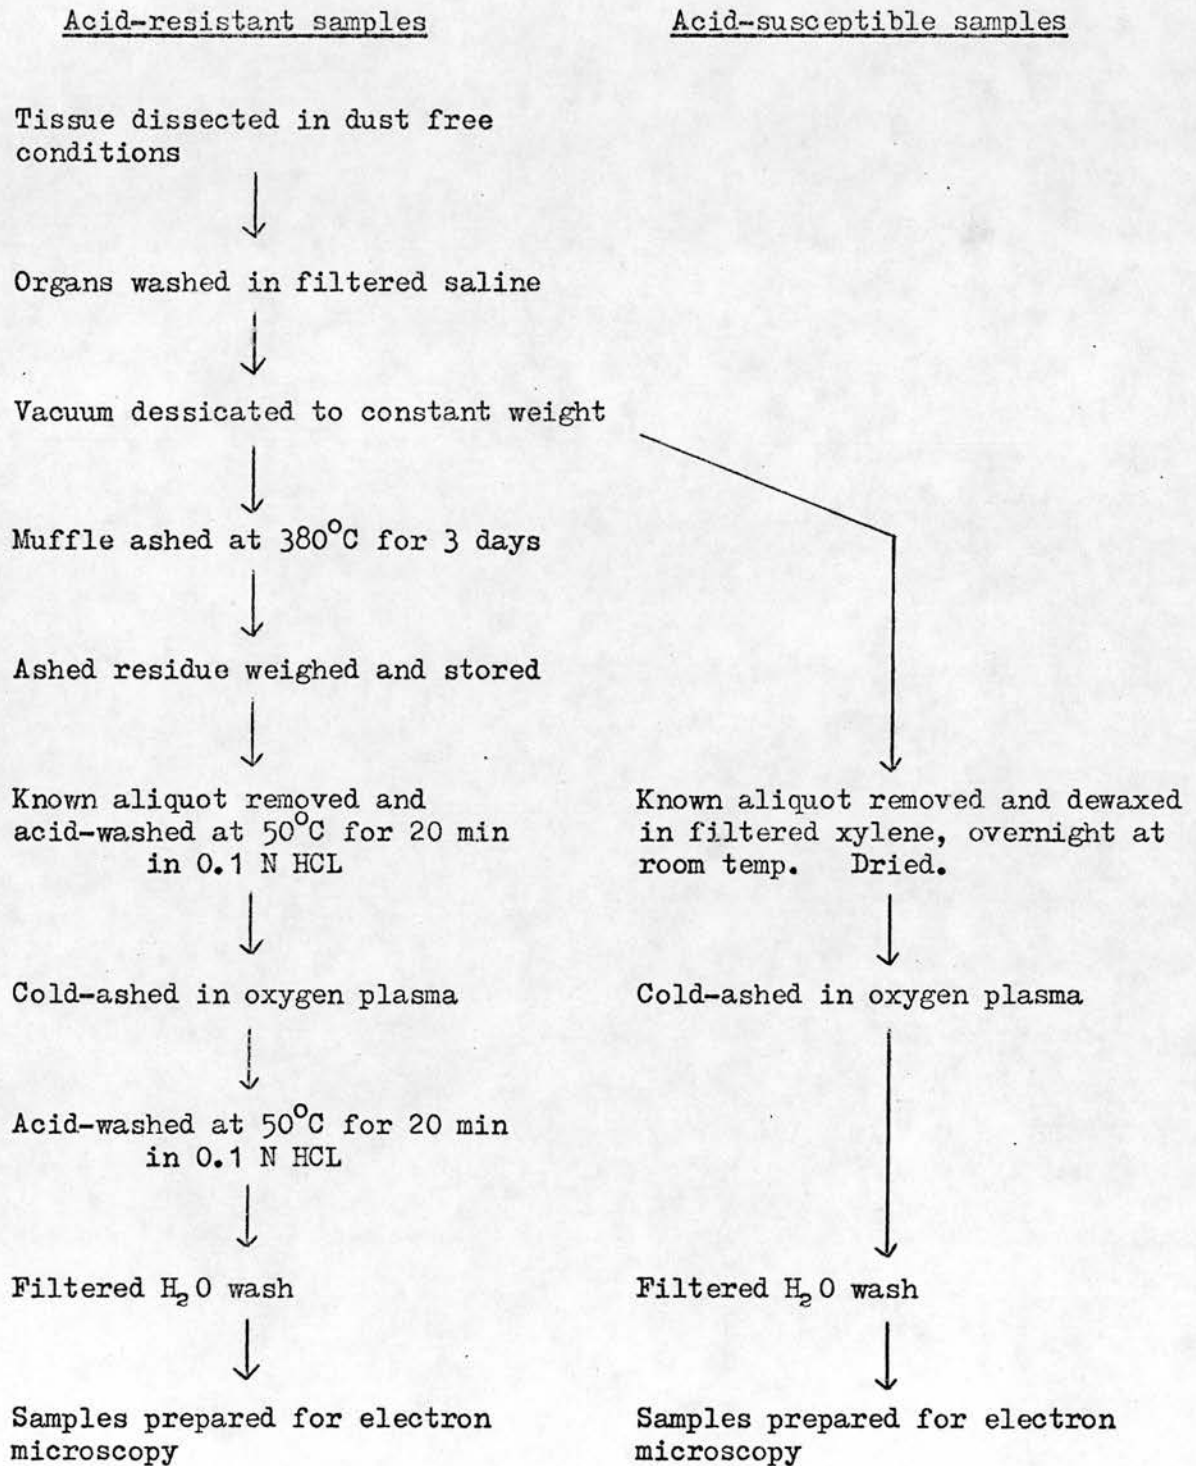 Acid-resistant samples
Acid-susceptible samples
Tissue dissected in dust free
conditions
Organs washed in filtered saline
Vacuum dessicated to constant weight
Muffle ashed at 380°C for 3 days
Ashed residue weighed and stored
Known aliquot removed and
acid-washed at 50°C for 20 min
in 0.1 N HCL
Known aliquot removed and dewaxed
in filtered xylene, overnight at
room temp. Dried.
Cold-ashed in oxygen plasma
Cold-ashed in oxygen plasma
Acid-washed at 50°C for 20 min
in 0.1 N HCL
Filtered H₂O wash
Filtered H₂O wash
Samples prepared for electron
microscopy
Samples prepared for electron
microscopy